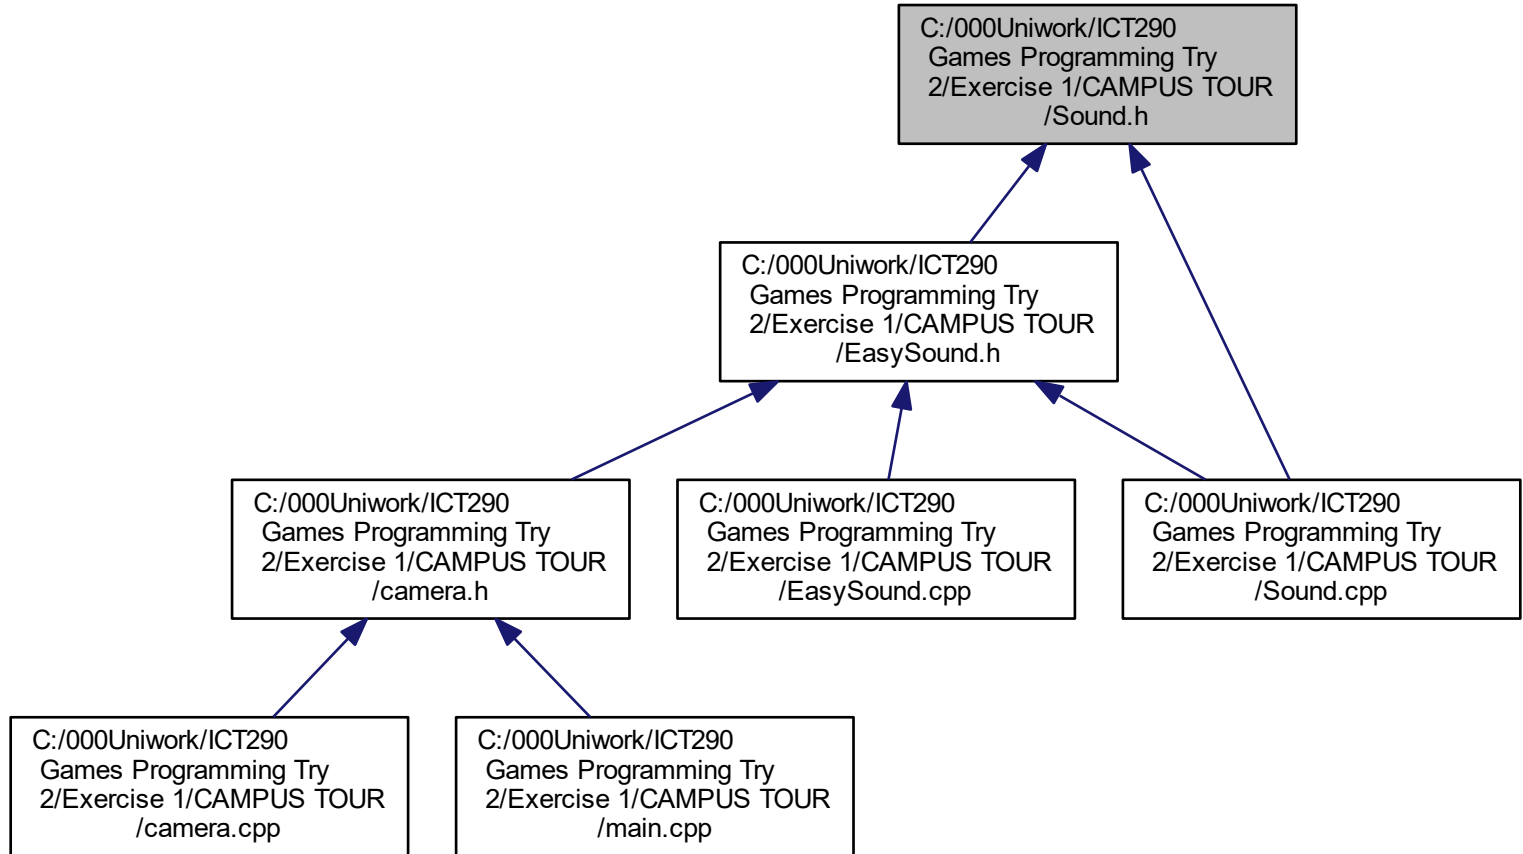 C:/000Uniwork/ICT290
Games Programming Try
2/Exercise 1/CAMPUS TOUR
/Sound.h
C:/000Uniwork/ICT290
Games Programming Try
2/Exercise 1/CAMPUS TOUR
/EasySound.h
C:/000Uniwork/ICT290
Games Programming Try
2/Exercise 1/CAMPUS TOUR
/camera.h
C:/000Uniwork/ICT290
Games Programming Try
2/Exercise 1/CAMPUS TOUR
/EasySound.cpp
C:/000Uniwork/ICT290
Games Programming Try
2/Exercise 1/CAMPUS TOUR
/Sound.cpp
C:/000Uniwork/ICT290
Games Programming Try
2/Exercise 1/CAMPUS TOUR
/camera.cpp
C:/000Uniwork/ICT290
Games Programming Try
2/Exercise 1/CAMPUS TOUR
/main.cpp